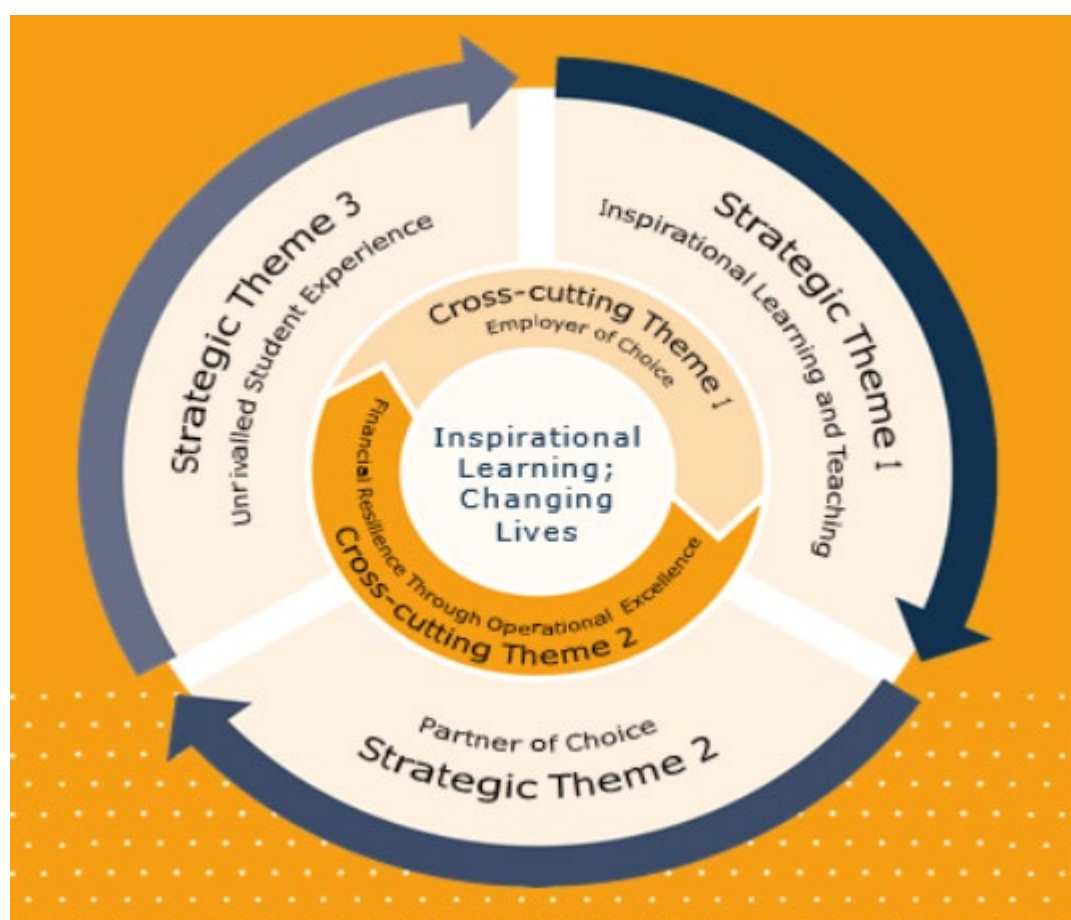 Strategic Theme 1
Inspirational Learning and Teaching
Strategic Theme 3
Unrivalled Student Experience
Cross-cutting Theme 1
Employer of Choice
Inspirational
Learning;
Changing
Lives
Financial Resilience Through Operational Excellence
Cross-cutting Theme 2
Partner of Choice
Strategic Theme 2